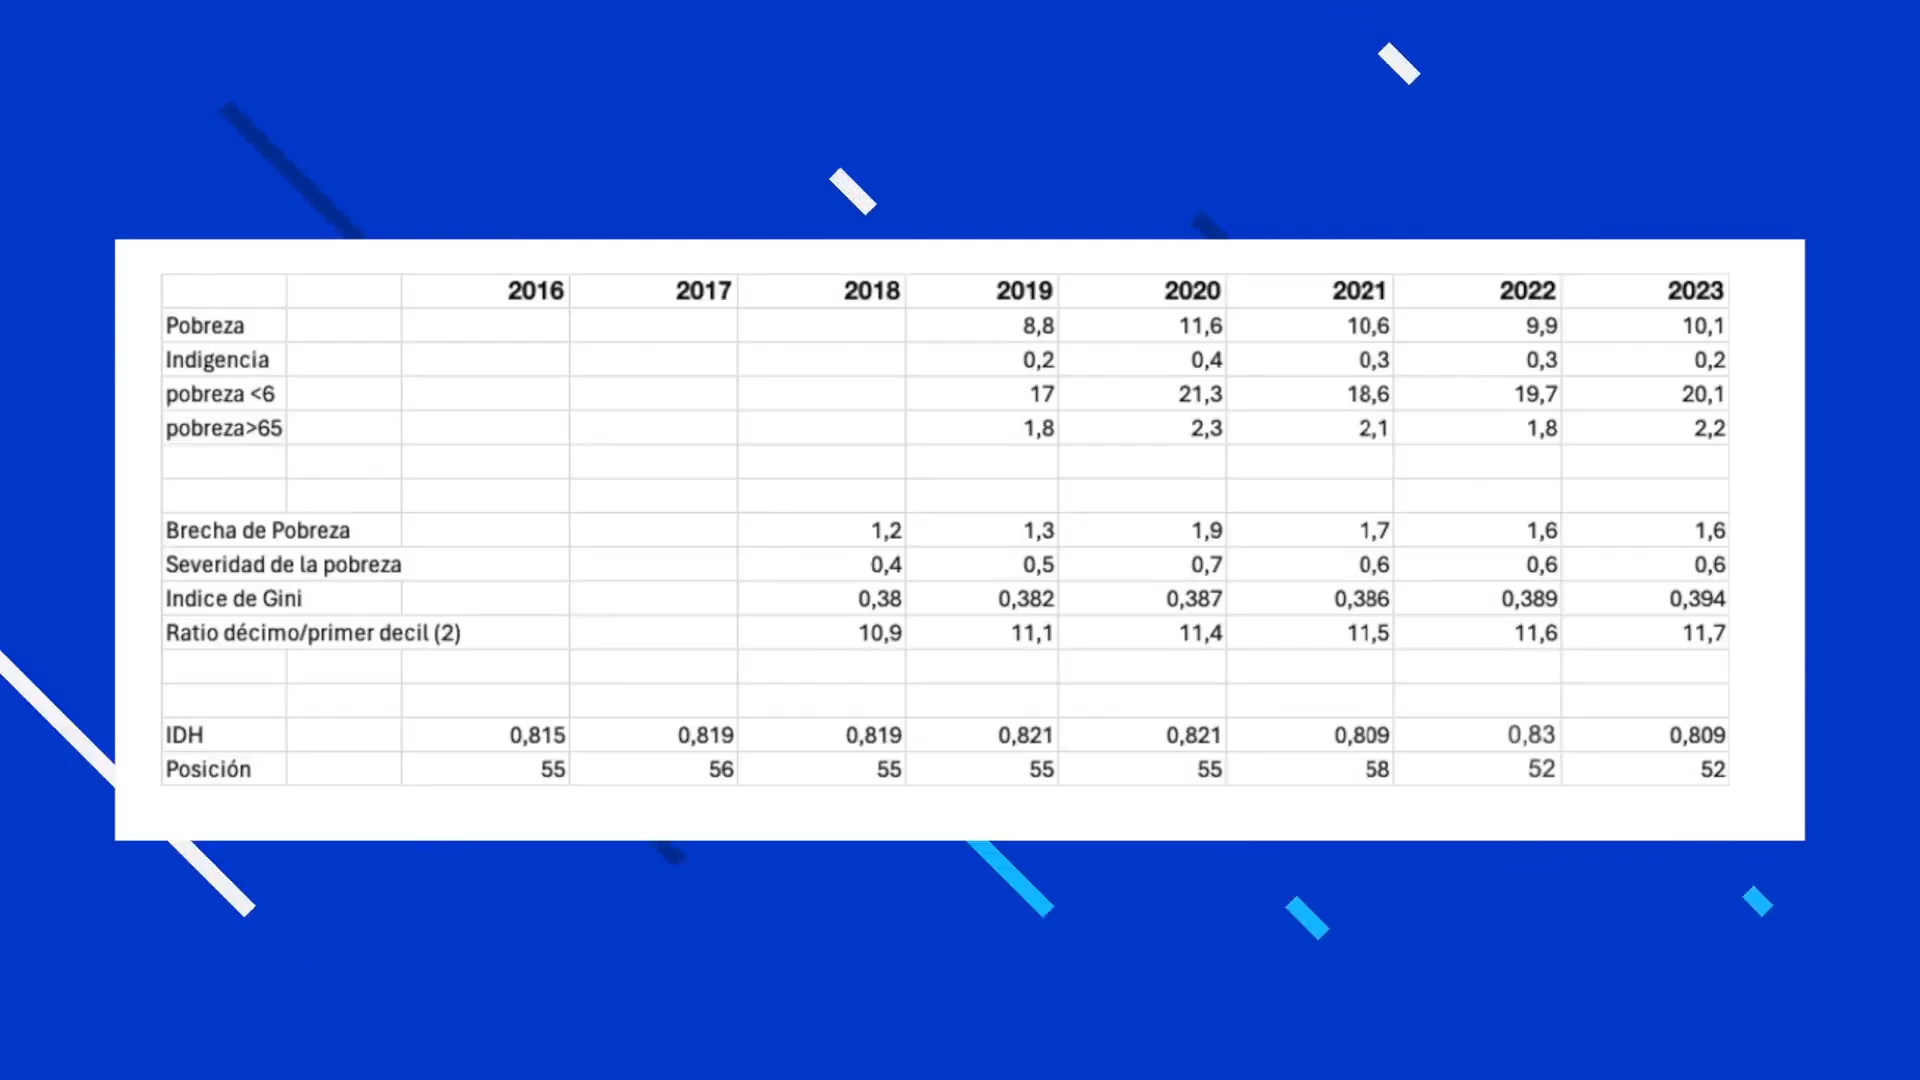 2016 2017 2018 2019 2020 2021 2022 2023
Pobreza 8,8 11,6 10,6 9,9 10,1
Indigencia 0,2 0,4 0,3 0,3 0,2
pobreza <6 17 21,3 18,6 19,7 20,1
pobreza>65 1,8 2,3 2,1 1,8 2,2
Brecha de Pobreza 1,2 1,3 1,9 1,7 1,6 1,6
Severidad de la pobreza 0,4 0,5 0,7 0,6 0,6 0,6
Indice de Gini 0,38 0,382 0,387 0,386 0,389 0,394
Ratio décimo/primer decil (2) 10,9 11,1 11,4 11,5 11,6 11,7
IDH 0,815 0,819 0,819 0,821 0,821 0,809 0,83 0,809
Posición 55 56 55 55 55 58 52 52